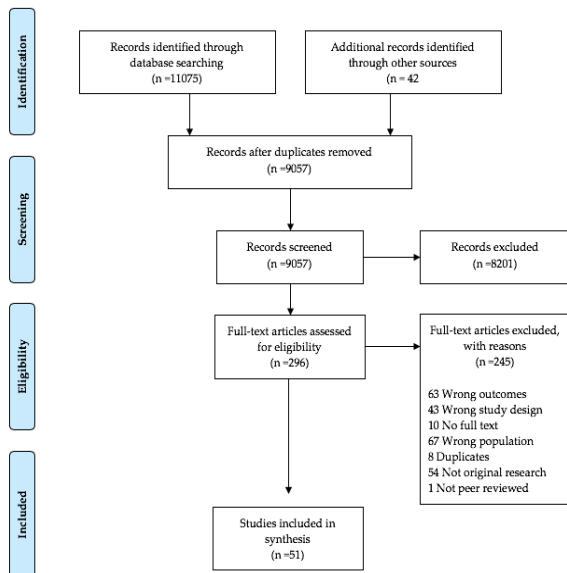 Identification
Records identified through
database searching
(n =11075)
Additional records identified
through other sources
(n = 42
Records after duplicates removed
(n =9057)
Screening
Records screened
(n =9057)
Records excluded
(n =8201)
Eligibility
Full-text articles assessed
for eligibility
(n =296)
Full-text articles excluded,
with reasons
(n =245)
63 Wrong outcomes
43 Wrong study design
10 No full text
67 Wrong population
8 Duplicates
54 Not original research
1 Not peer reviewed
Included
Studies included in
synthesis
(n =51)